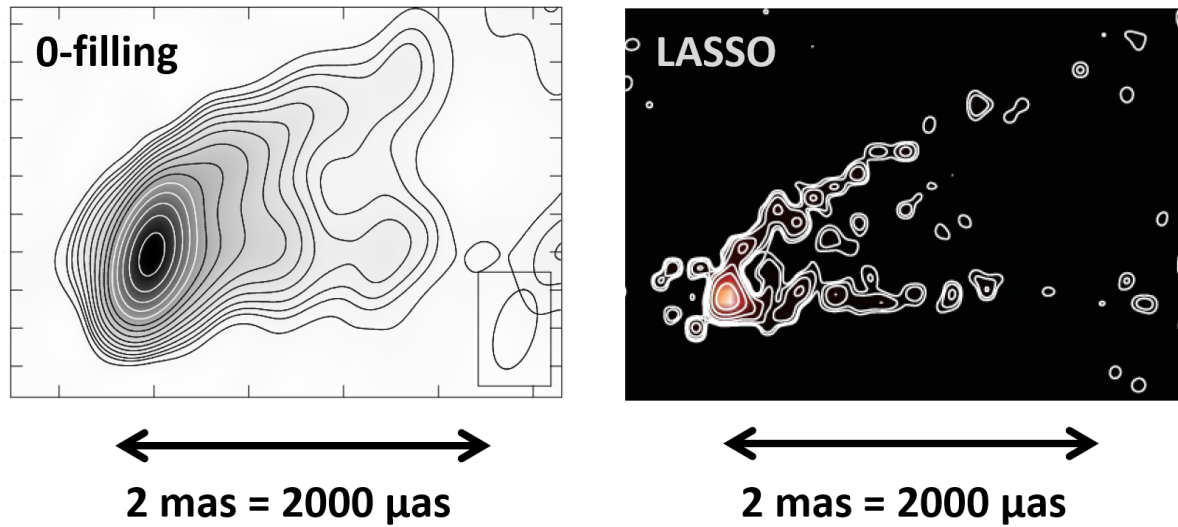 0-filling
LASSO
2 mas = 2000 μas
2 mas = 2000 μas